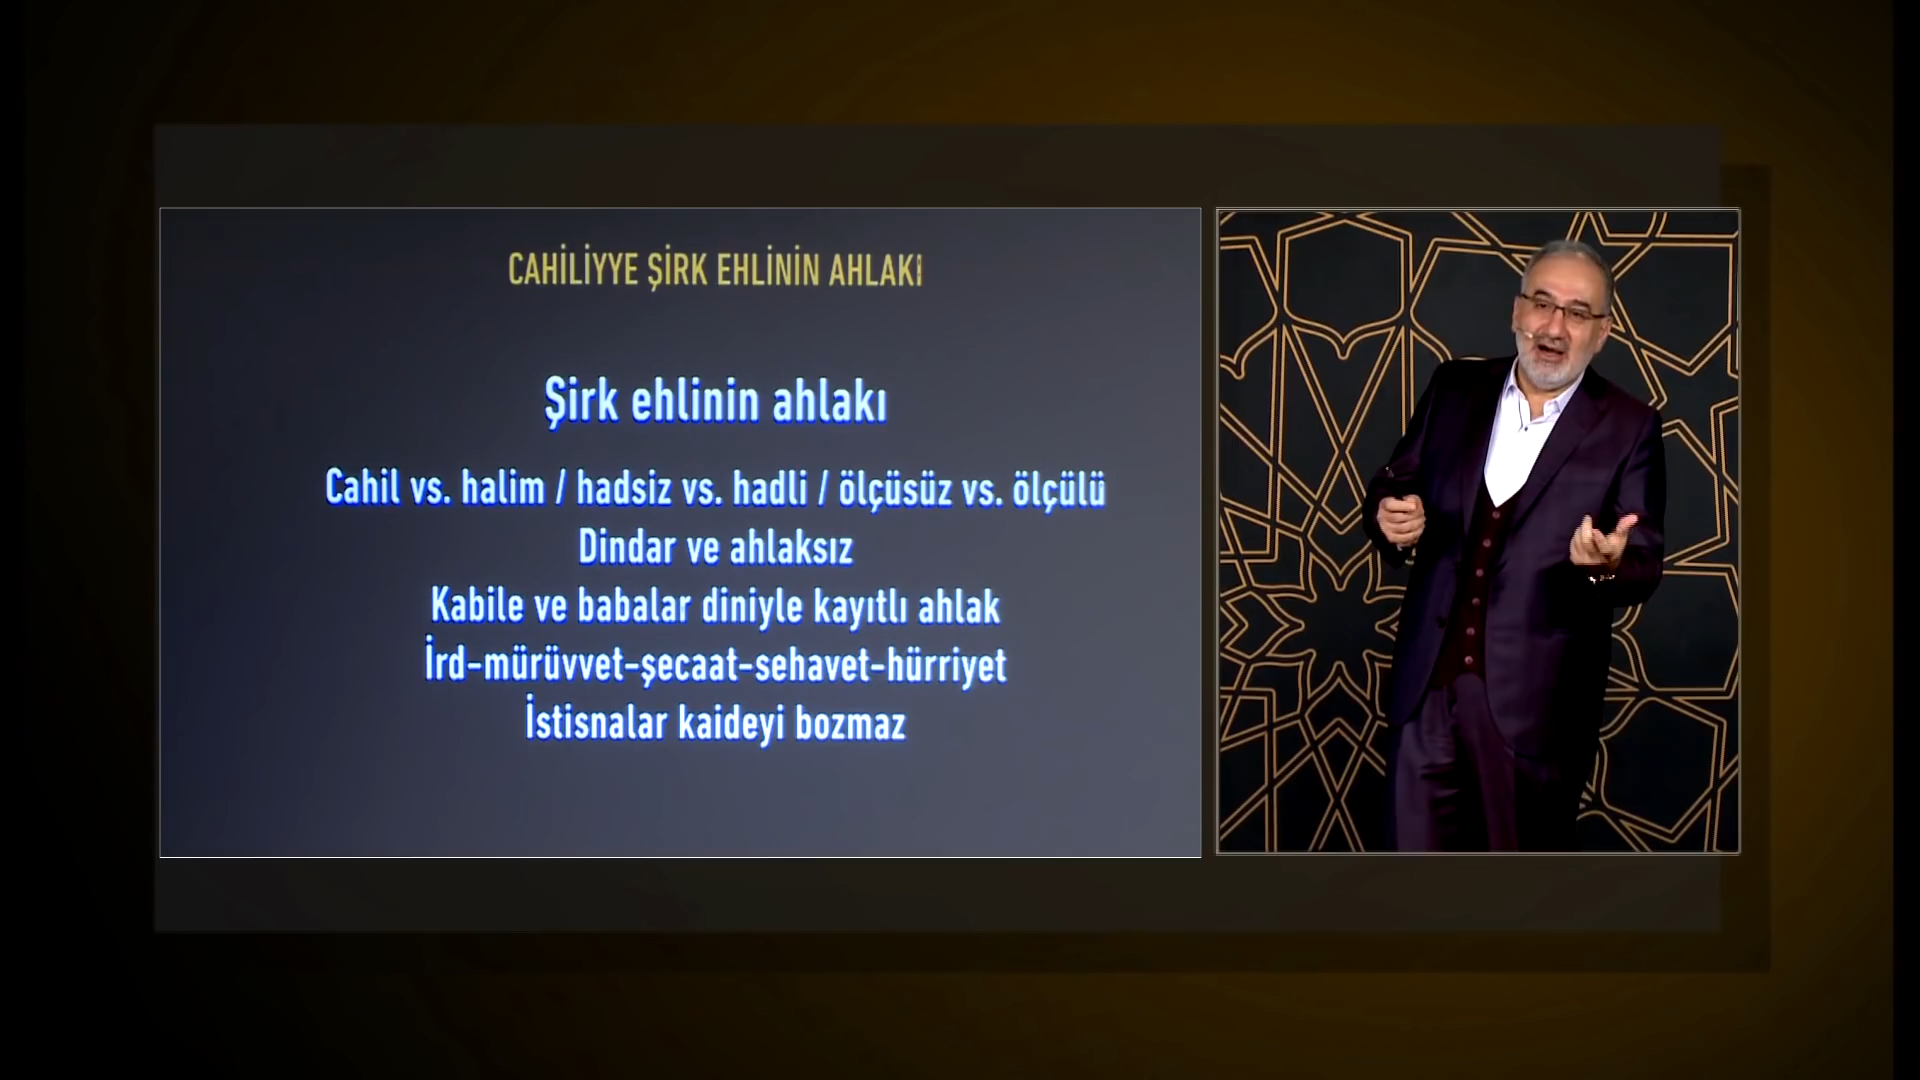 CAHİLİYYE ŞİRK EHLİNİN AHLAKI
Şirk ehlinin ahlakı
Cahil vs. halim / hadsiz vs. hadli / ölçüsüz vs. ölçülü
Dindar ve ahlaksız
Kabile ve babalar diniyle kayıtlı ahlak
İrd-mürüvvet-şecaat-sehavet-hürriyet
İstisnalar kaideyi bozmaz